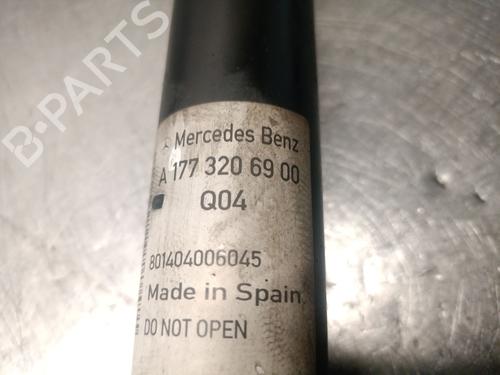 B-PARTS
Mercedes Benz
A 177 320 69 00
Q04
801404006045
Made in Spain
DO NOT OPEN